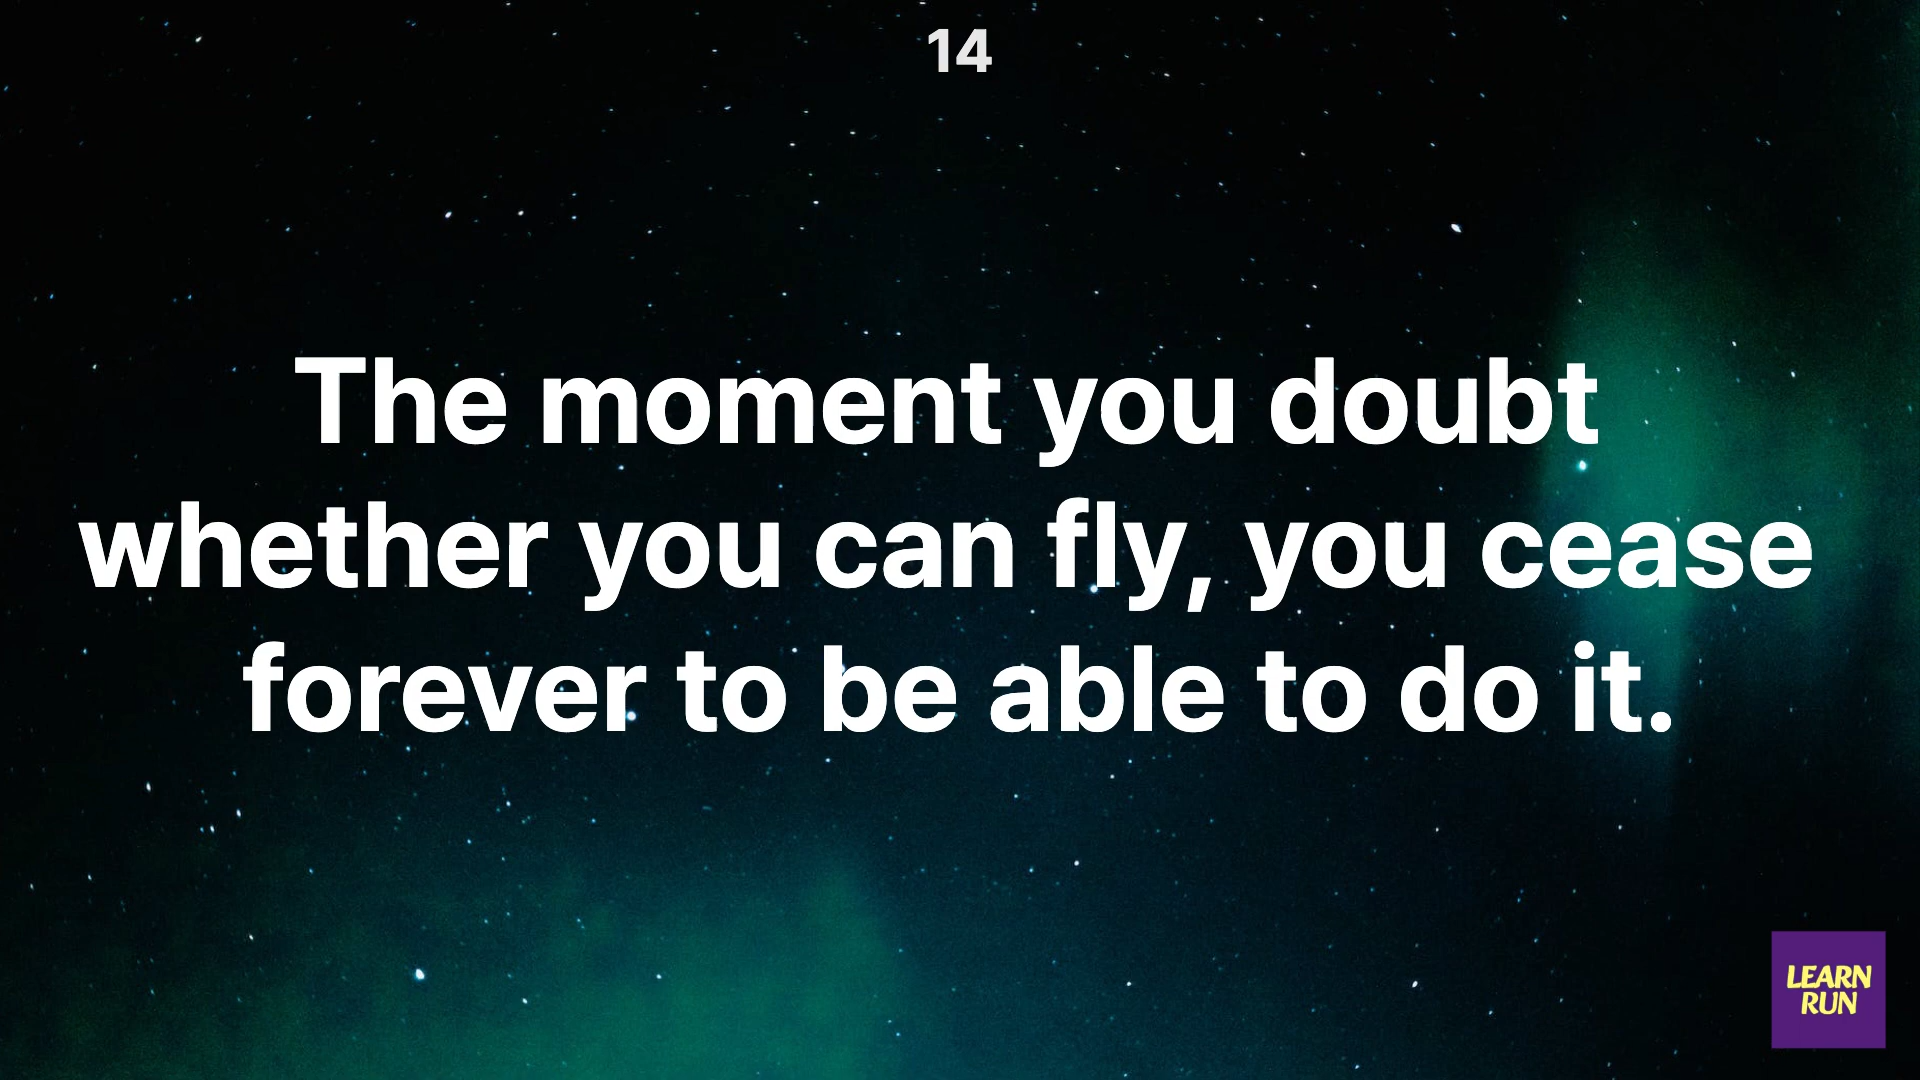 14
The moment you doubt
whether you can fly, you cease
forever to be able to do it.
LEARN
RUN